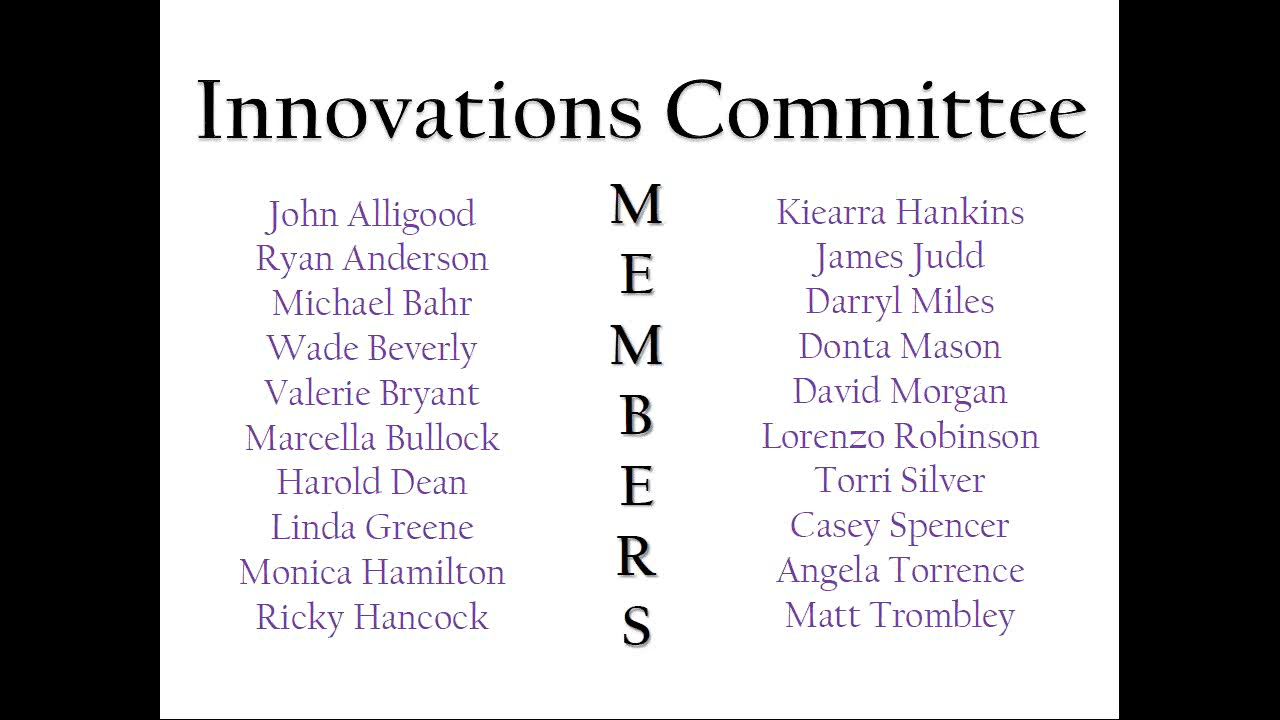 Innovations Committee
John Alligood
Ryan Anderson
Michael Bahr
Wade Beverly
Valerie Bryant
Marcella Bullock
Harold Dean
Linda Greene
Monica Hamilton
Ricky Hancock
M
E
M
B
E
R
S
Kiearra Hankins
James Judd
Darryl Miles
Donta Mason
David Morgan
Lorenzo Robinson
Torri Silver
Casey Spencer
Angela Torrence
Matt Trombley